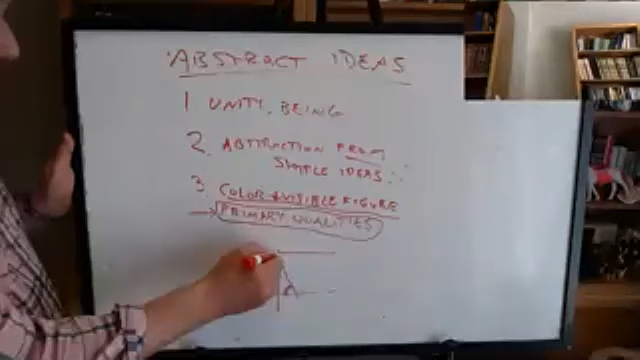 ABSTRACT IDEAS
1 UNITY, BEING
2. ABSTRACTION FROM
SIMPLE IDEAS
3. COLOR & VISIBLE FIGURE
PRIMARY QUALITIES